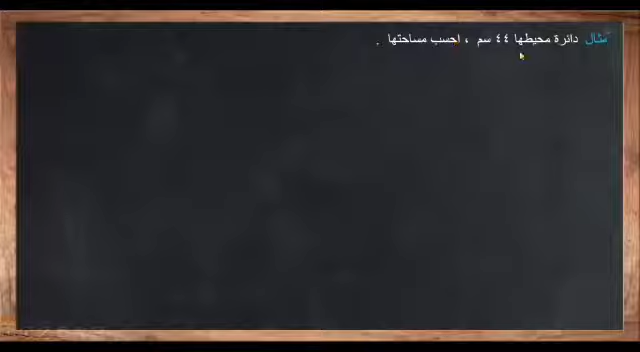 مثال دائرة محيطها ٤٤ سم ، احسب مساحتها .